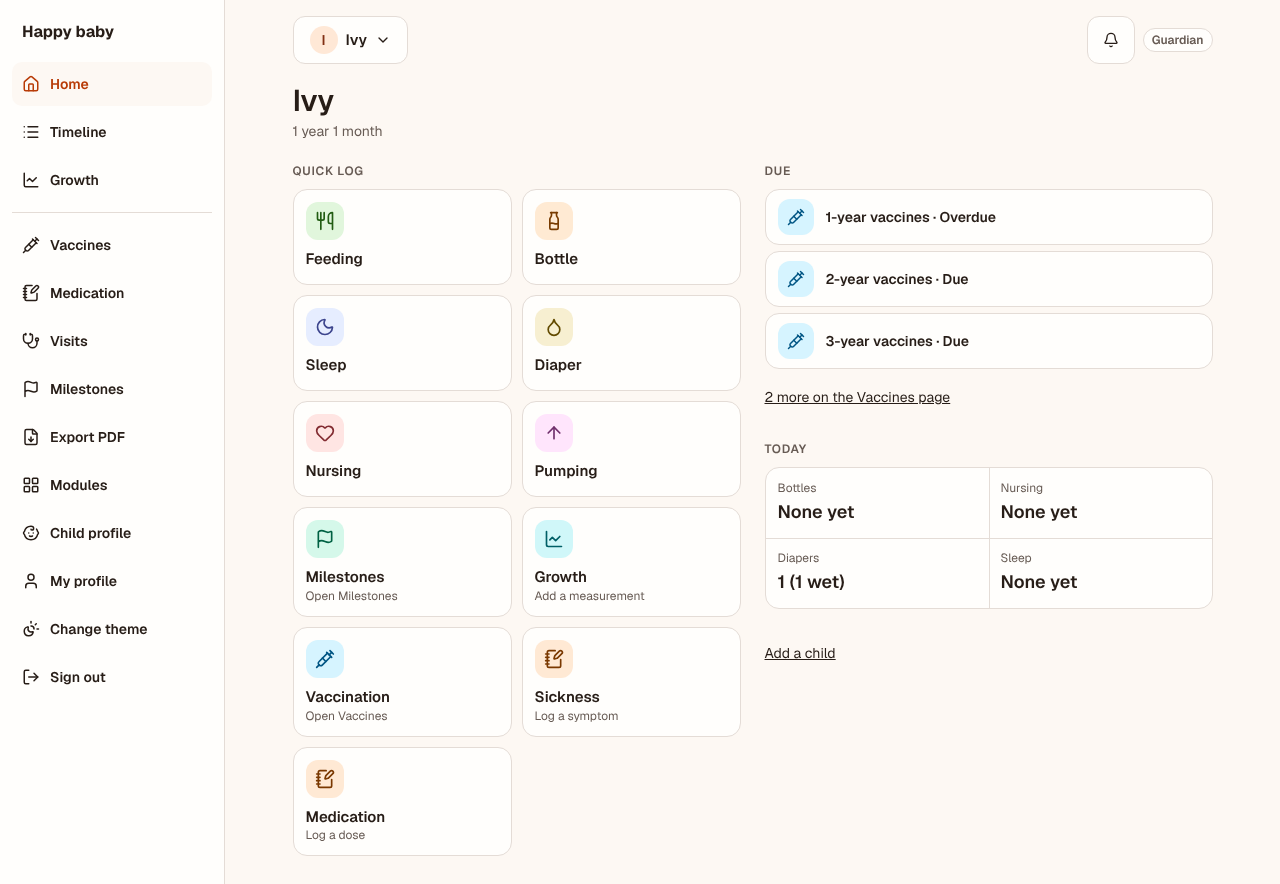 Happy baby
Home
Timeline
Growth
Vaccines
Medication
Visits
Milestones
Export PDF
Modules
Child profile
My profile
Change theme
Sign out
I Ivy
Guardian
Ivy
1 year 1 month
QUICK LOG
Feeding
Bottle
Sleep
Diaper
Nursing
Pumping
Milestones
Open Milestones
Growth
Add a measurement
Vaccination
Open Vaccines
Sickness
Log a symptom
Medication
Log a dose
DUE
1-year vaccines · Overdue
2-year vaccines · Due
3-year vaccines · Due
2 more on the Vaccines page
TODAY
Bottles
None yet
Nursing
None yet
Diapers
1 (1 wet)
Sleep
None yet
Add a child